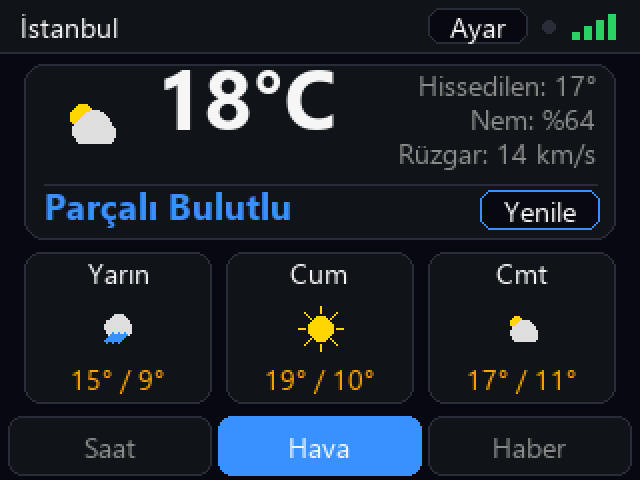 İstanbul
Ayar
18°C
Hissedilen: 17°
Nem: %64
Rüzgar: 14 km/s
Parçalı Bulutlu
Yenile
Yarın
Cum
Cmt
15° / 9°
19° / 10°
17° / 11°
Saat
Hava
Haber